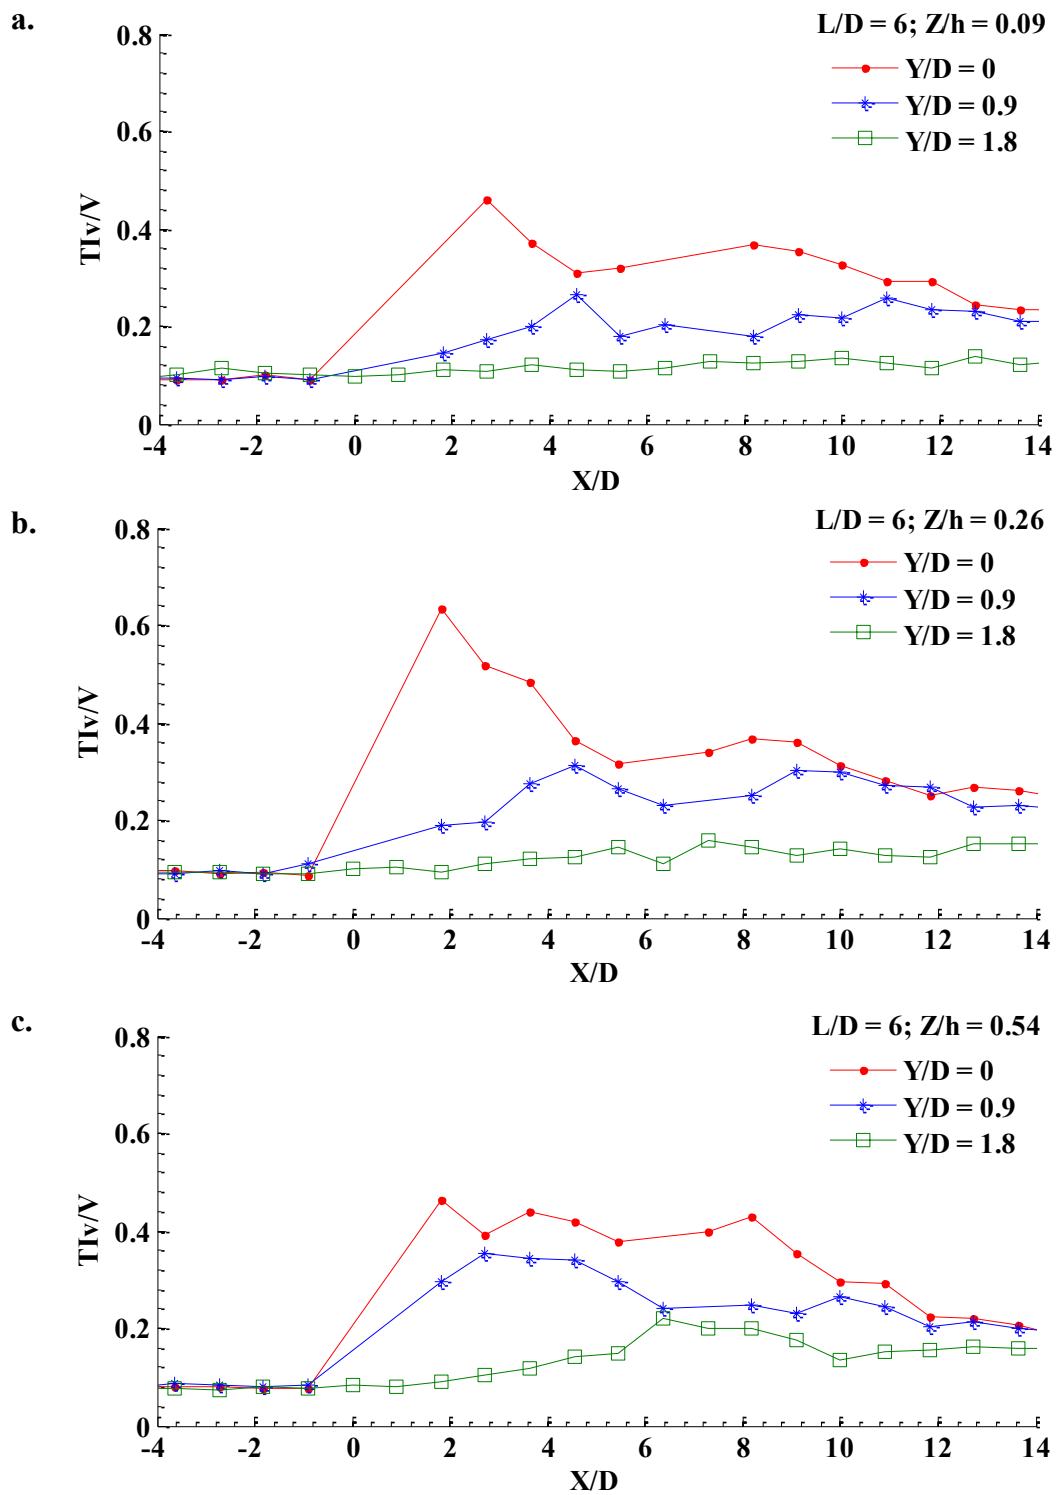 a.
L/D = 6; Z/h = 0.09
Y/D = 0
Y/D = 0.9
Y/D = 1.8
0.8
0.6
0.4
0.2
0
TIv/V
-4 -2 0 2 4 6 8 10 12 14
X/D
b.
L/D = 6; Z/h = 0.26
Y/D = 0
Y/D = 0.9
Y/D = 1.8
0.8
0.6
0.4
0.2
0
TIv/V
-4 -2 0 2 4 6 8 10 12 14
X/D
c.
L/D = 6; Z/h = 0.54
Y/D = 0
Y/D = 0.9
Y/D = 1.8
0.8
0.6
0.4
0.2
0
TIv/V
-4 -2 0 2 4 6 8 10 12 14
X/D